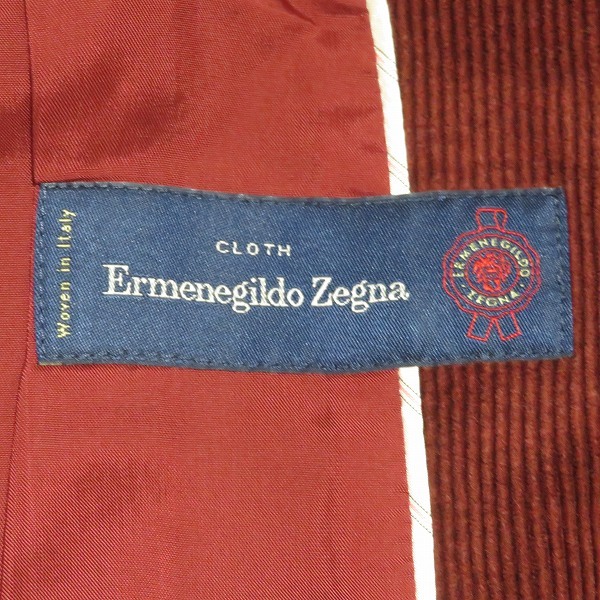 Woven in Italy
CLOTH
Ermenegildo Zegna
ERMENEGILDO
ZEGNA